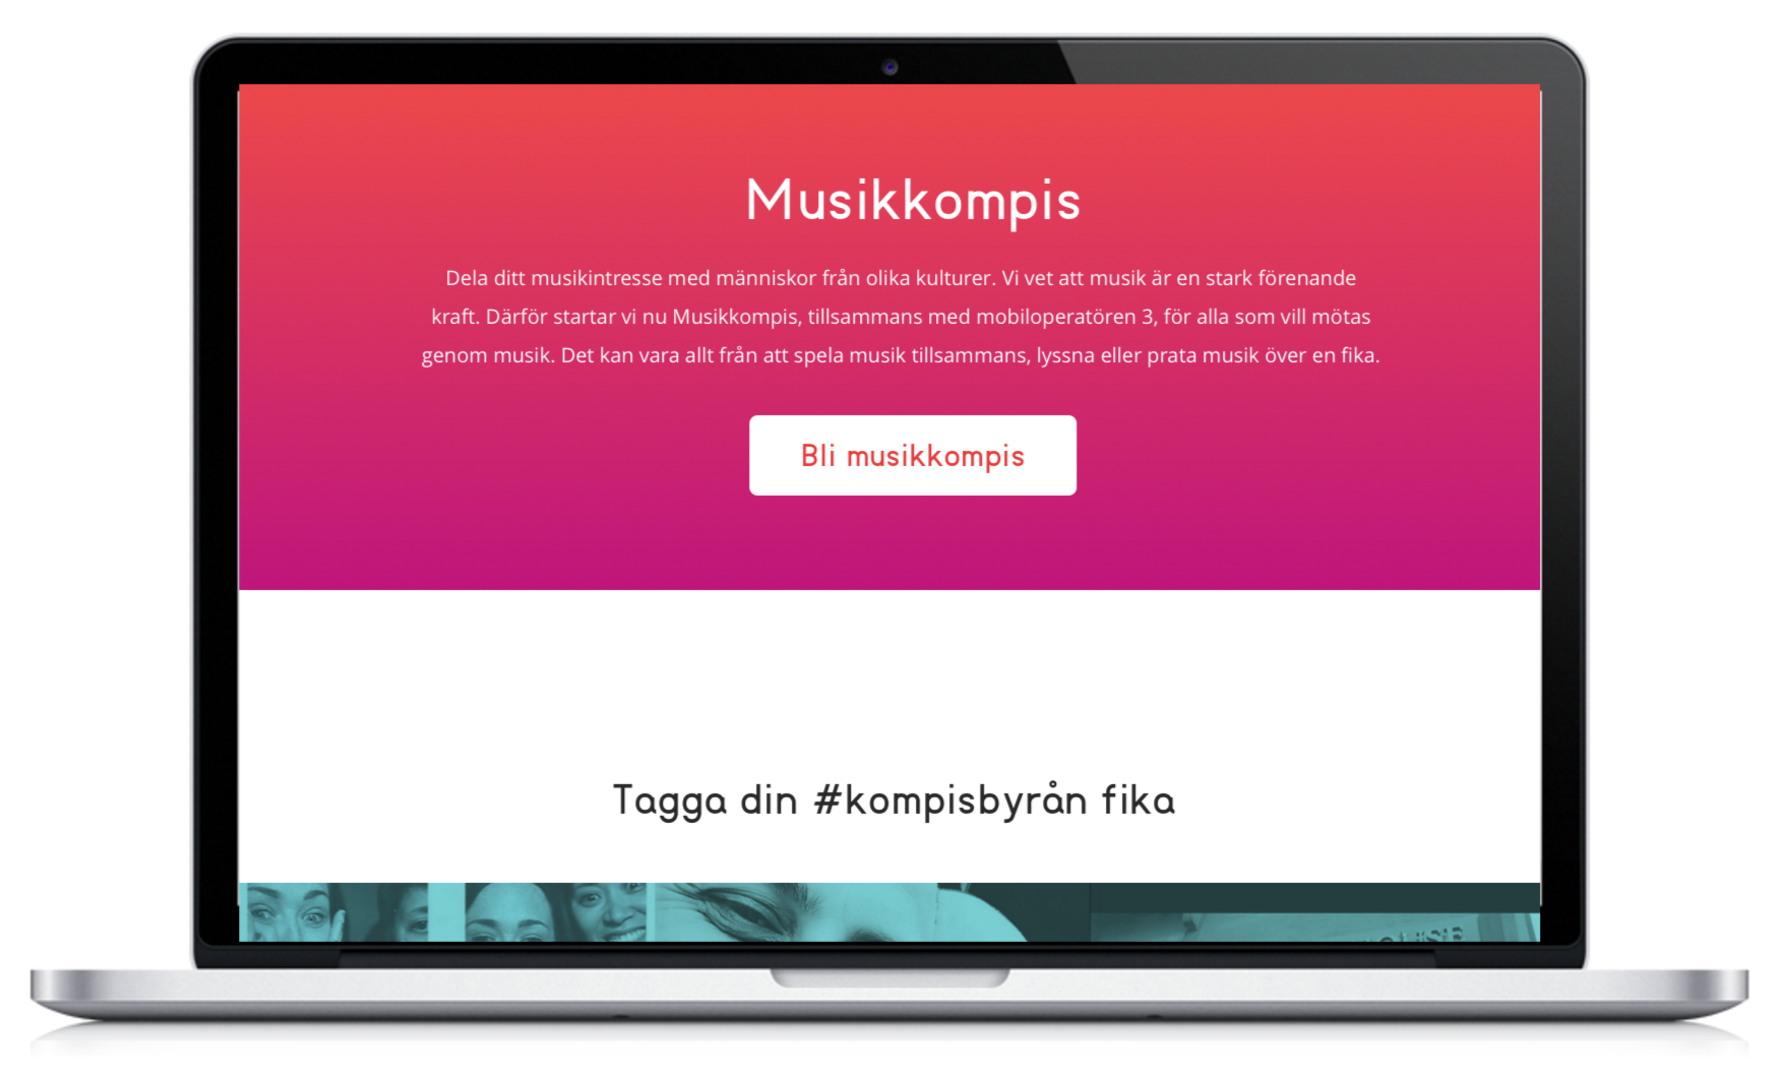 Musikkompis
Dela ditt musikintresse med människor från olika kulturer. Vi vet att musik är en stark förenande
kraft. Därför startar vi nu Musikkompis, tillsammans med mobiloperatören 3, för alla som vill mötas
genom musik. Det kan vara allt från att spela musik tillsammans, lyssna eller prata musik över en fika.
Bli musikkompis
Tagga din #kompisbyrån fika